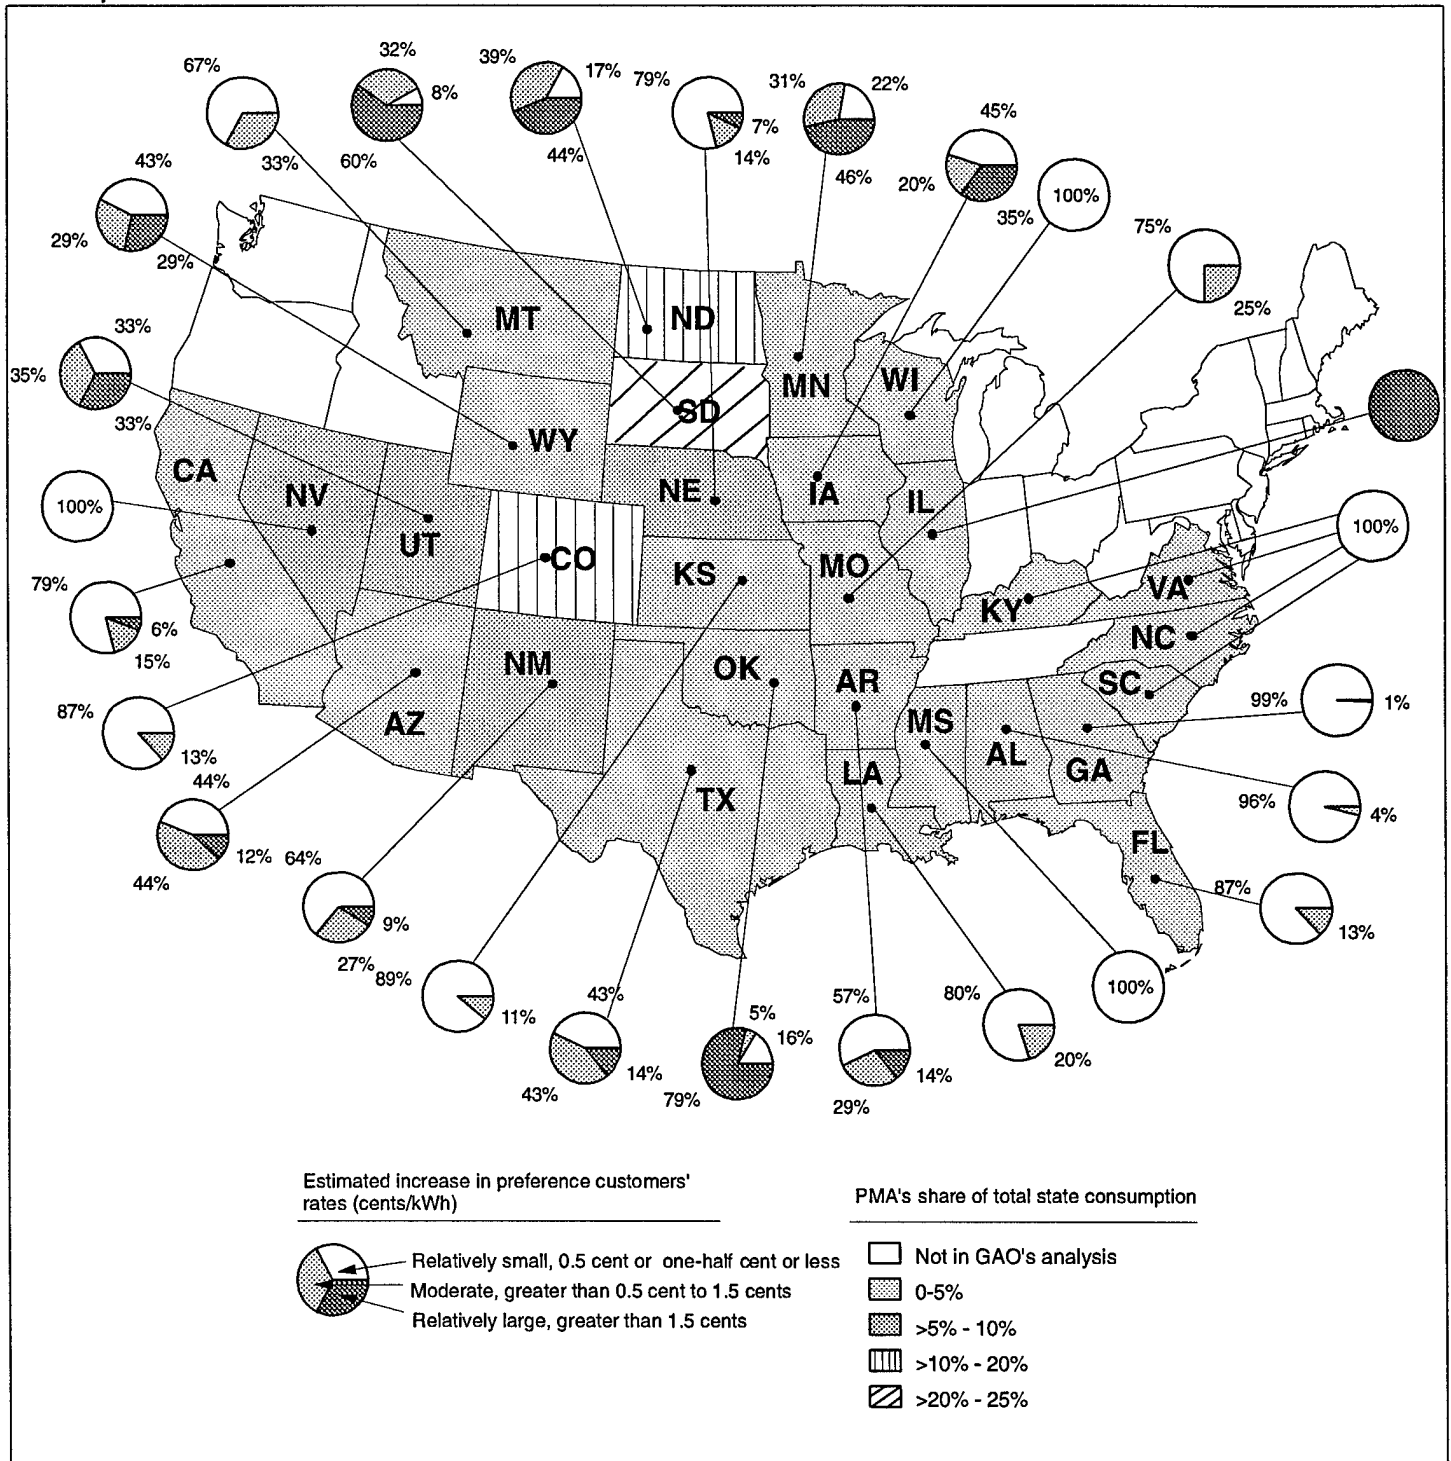 32%
39%
67%
17%
79%
31%
22%
8%
45%
7%
33%
60%
44%
14%
43%
46%
20%
100%
35%
75%
29%
29%
25%
MT
ND
33%
MN
WI
35%
SD
33%
WY
CA
NV
NE
IA
IL
100%
UT
CO
KS
MO
100%
VA
79%
KY
6%
NC
15%
NM
OK
AR
SC
99%
1%
87%
AZ
MS
13%
AL
GA
44%
LA
TX
96%
4%
12%
64%
FL
44%
87%
9%
13%
27%
89%
100%
43%
57%
80%
11%
5%
16%
14%
14%
20%
43%
79%
29%
Estimated increase in preference customers'
rates (cents/kWh)
Relatively small, 0.5 cent or one-half cent or less
Moderate, greater than 0.5 cent to 1.5 cents
Relatively large, greater than 1.5 cents
PMA's share of total state consumption
Not in GAO's analysis
0-5%
>5% - 10%
>10% - 20%
>20% - 25%